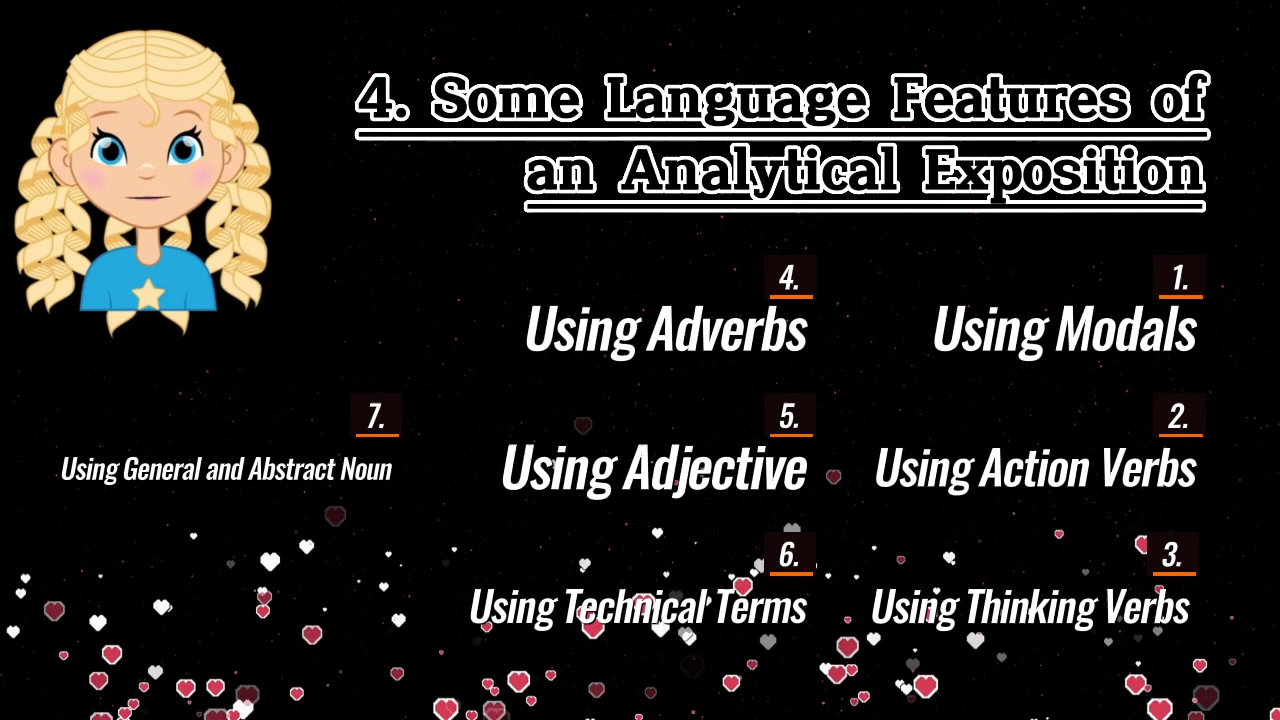 4. Some Language Features of
an Analytical Exposition
1.
Using Modals
2.
Using Action Verbs
3.
Using Thinking Verbs
4.
Using Adverbs
5.
Using Adjective
6.
Using Technical Terms
7.
Using General and Abstract Noun